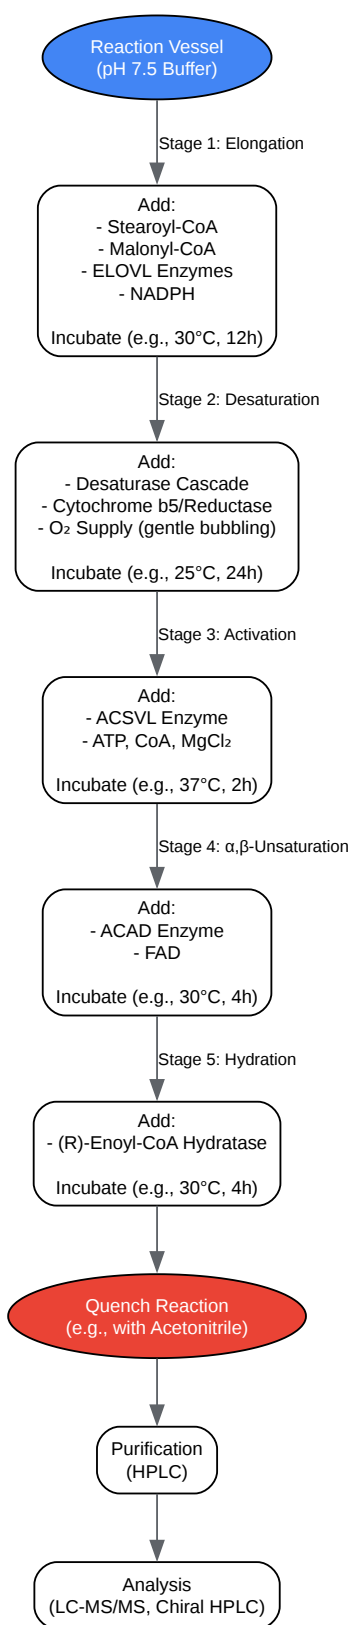 Reaction Vessel
(pH 7.5 Buffer)
Stage 1: Elongation
Add:
- Stearoyl-CoA
- Malonyl-CoA
- ELOVL Enzymes
- NADPH
Incubate (e.g., 30°C, 12h)
Stage 2: Desaturation
Add:
- Desaturase Cascade
- Cytochrome b5/Reductase
- O₂ Supply (gentle bubbling)
Incubate (e.g., 25°C, 24h)
Stage 3: Activation
Add:
- ACSVL Enzyme
- ATP, CoA, MgCl₂
Incubate (e.g., 37°C, 2h)
Stage 4: α,β-Unsaturation
Add:
- ACAD Enzyme
- FAD
Incubate (e.g., 30°C, 4h)
Stage 5: Hydration
Add:
- (R)-Enoyl-CoA Hydratase
Incubate (e.g., 30°C, 4h)
Quench Reaction
(e.g., with Acetonitrile)
Purification
(HPLC)
Analysis
(LC-MS/MS, Chiral HPLC)